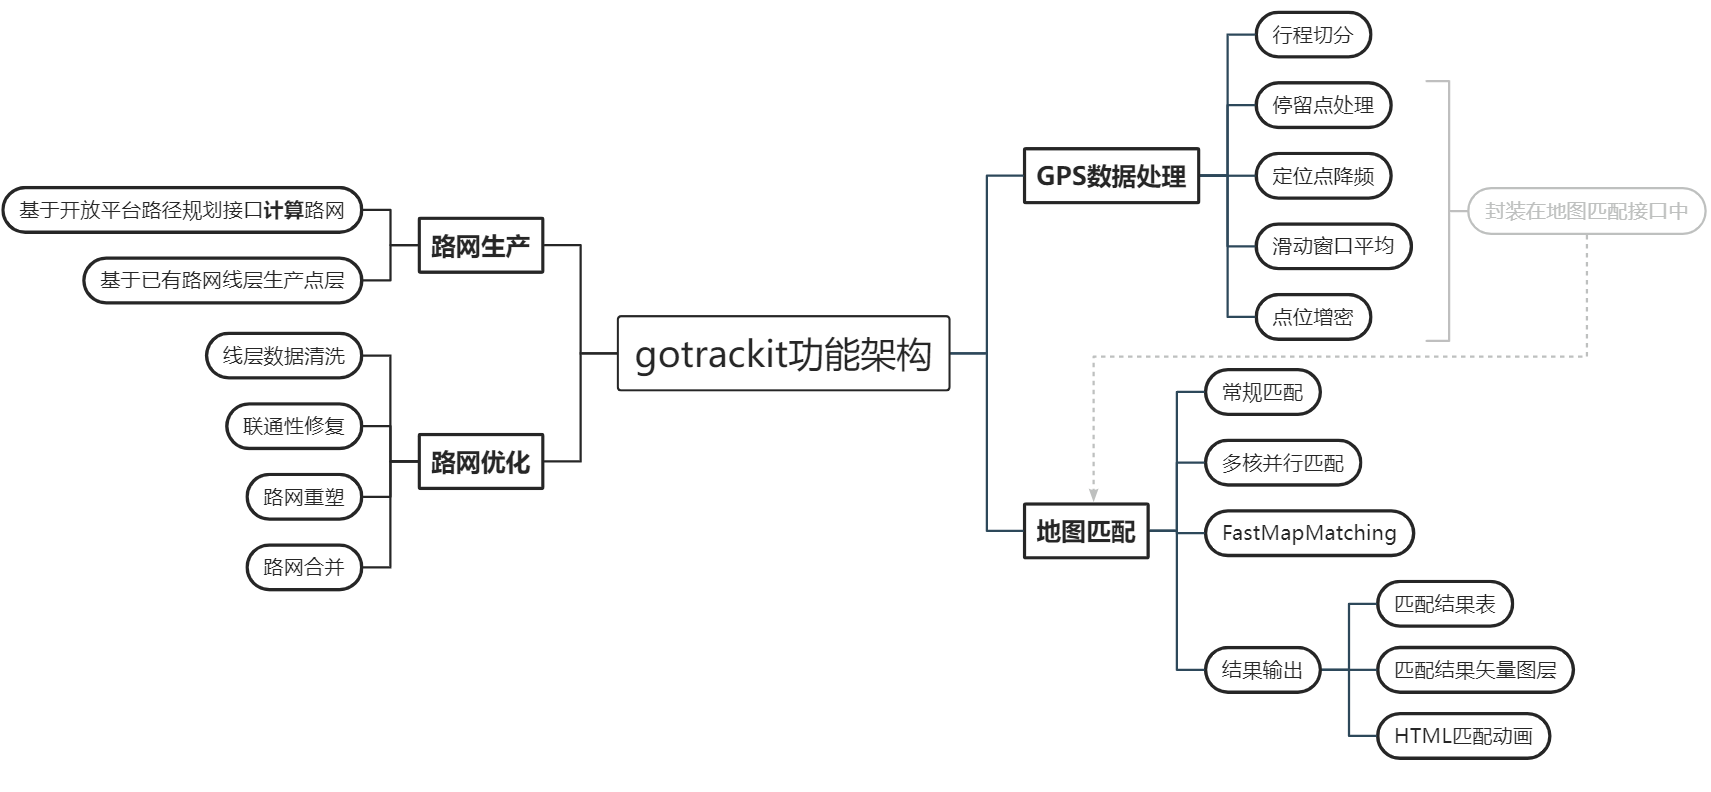 gotrackit功能架构
路网生产
基于开放平台路径规划接口计算路网
基于已有路网线层生产点层
路网优化
线层数据清洗
联通性修复
路网重塑
路网合并
GPS数据处理
行程切分
停留点处理
定位点降频
滑动窗口平均
点位增密
封装在地图匹配接口中
地图匹配
常规匹配
多核并行匹配
FastMapMatching
结果输出
匹配结果表
匹配结果矢量图层
HTML匹配动画